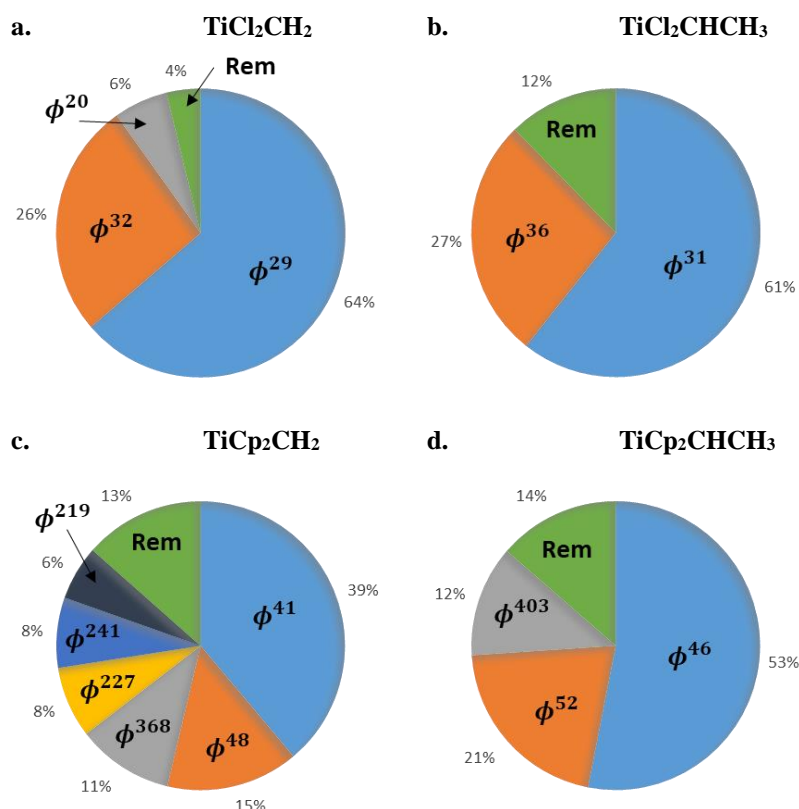 a. TiCl₂CH₂
b. TiCl₂CHCH₃
4% Rem
6%
ϕ²⁰
26%
ϕ³²
ϕ²⁹
64%
12%
Rem
27%
ϕ³⁶
ϕ³¹
61%
c. TiCp₂CH₂
d. TiCp₂CHCH₃
13%
Rem
ϕ²¹⁹
6%
ϕ⁴¹
39%
8%
ϕ²⁴¹
8%
ϕ²²⁷
ϕ³⁶⁸
11%
ϕ⁴⁸
15%
14%
Rem
12%
ϕ⁴⁰³
ϕ⁴⁶
53%
ϕ⁵²
21%